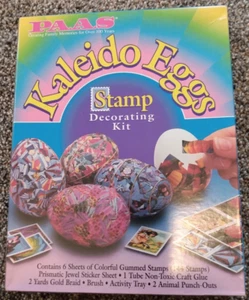 PAAS
Kaleido Eggs
Stamp
Decorating
Kit
Contains 6 Sheets of Colorful Gummed Stamps
Prismatic Jewel Sticker Sheet • 1 Tube Non-Toxic Craft Glue
2 Yards Gold Braid • Brush • Activity Tray • 2 Animal Punch-Outs